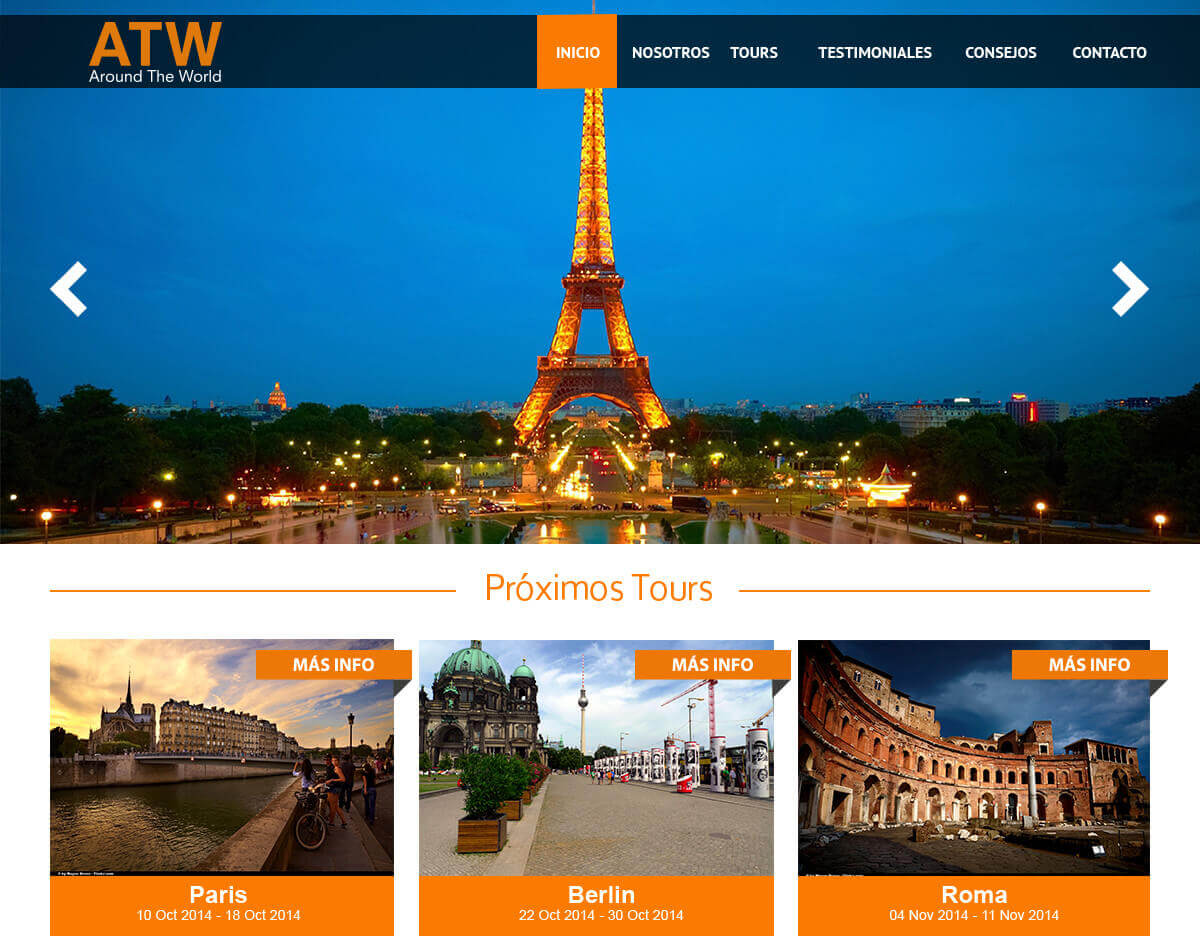 ATW
Around The World
INICIO NOSOTROS TOURS TESTIMONIALES CONSEJOS CONTACTO
Próximos Tours
MÁS INFO MÁS INFO MÁS INFO
Paris Berlin Roma
10 Oct 2014 - 18 Oct 2014 22 Oct 2014 - 30 Oct 2014 04 Nov 2014 - 11 Nov 2014